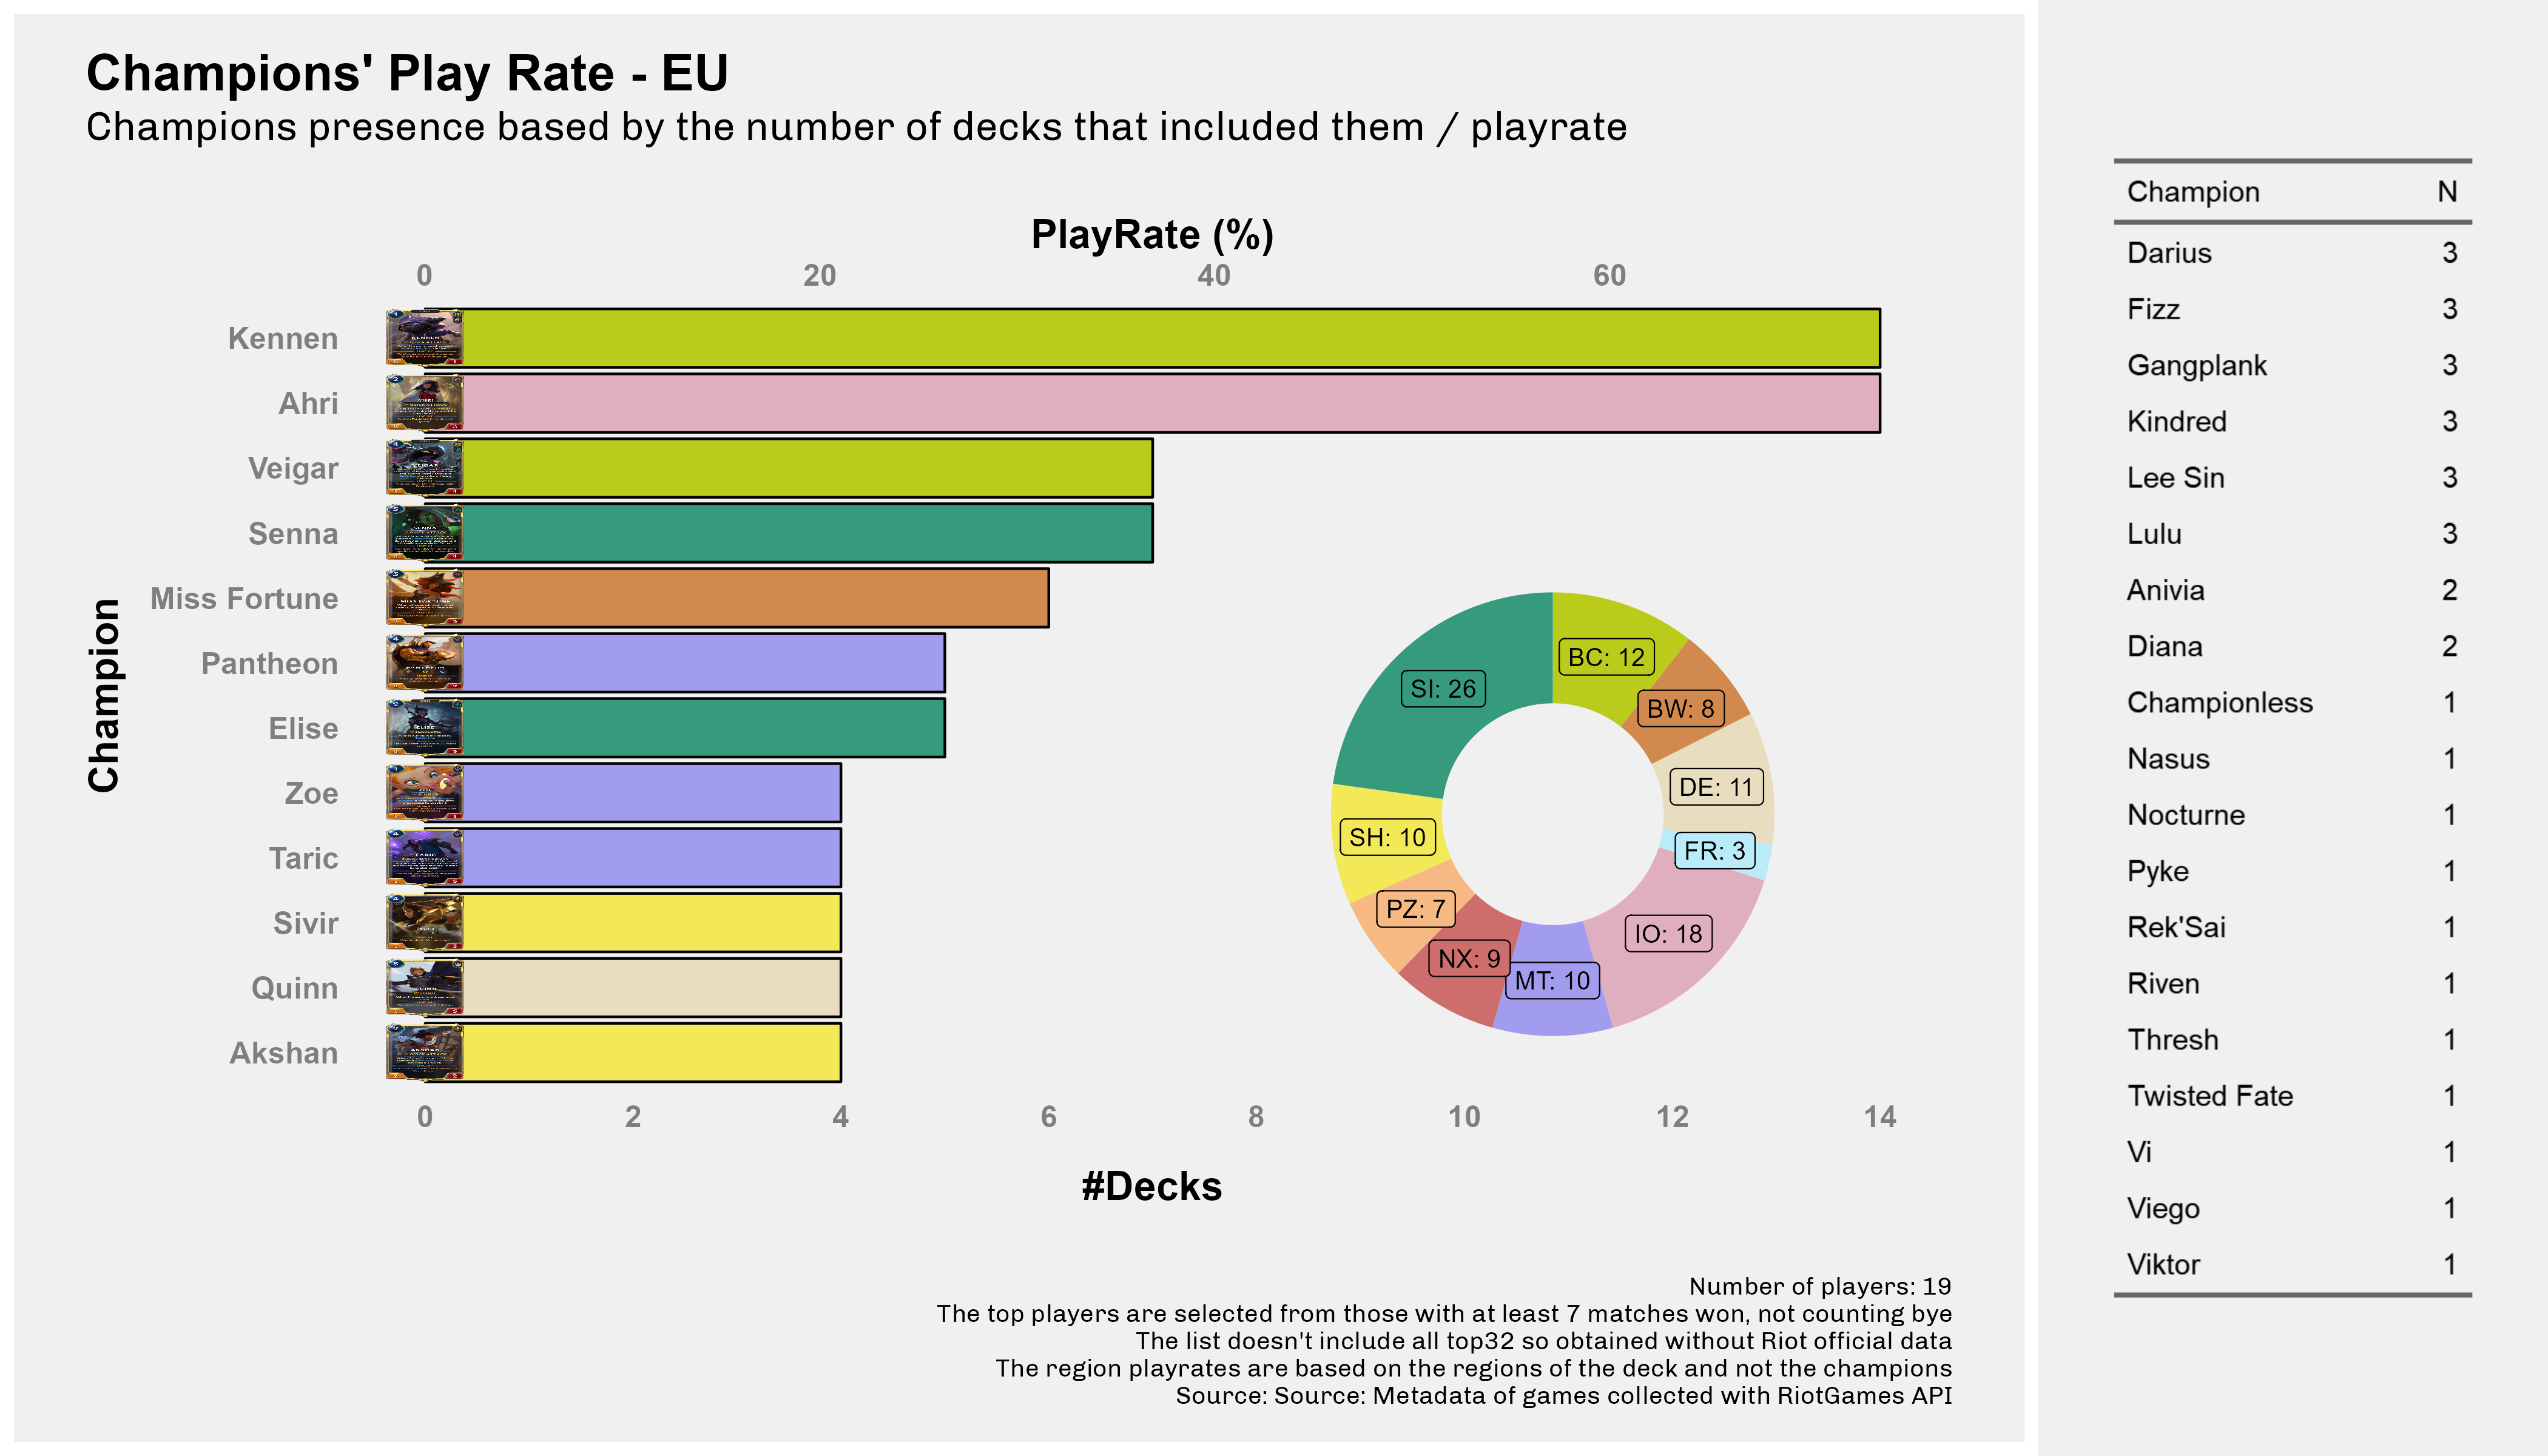 Champions' Play Rate - EU
Champions presence based by the number of decks that included them / playrate
PlayRate (%)
0 20 40 60
Champion
Kennen
Ahri
Veigar
Senna
Miss Fortune
Pantheon
Elise
Zoe
Taric
Sivir
Quinn
Akshan
0 2 4 6 8 10 12 14
#Decks
BC: 12
BW: 8
DE: 11
FR: 3
IO: 18
MT: 10
NX: 9
PZ: 7
SH: 10
SI: 26
Number of players: 19
The top players are selected from those with at least 7 matches won, not counting bye
The list doesn't include all top32 so obtained without Riot official data
The region playrates are based on the regions of the deck and not the champions
Source: Source: Metadata of games collected with RiotGames API
Champion N
Darius 3
Fizz 3
Gangplank 3
Kindred 3
Lee Sin 3
Lulu 3
Anivia 2
Diana 2
Championless 1
Nasus 1
Nocturne 1
Pyke 1
Rek'Sai 1
Riven 1
Thresh 1
Twisted Fate 1
Vi 1
Viego 1
Viktor 1